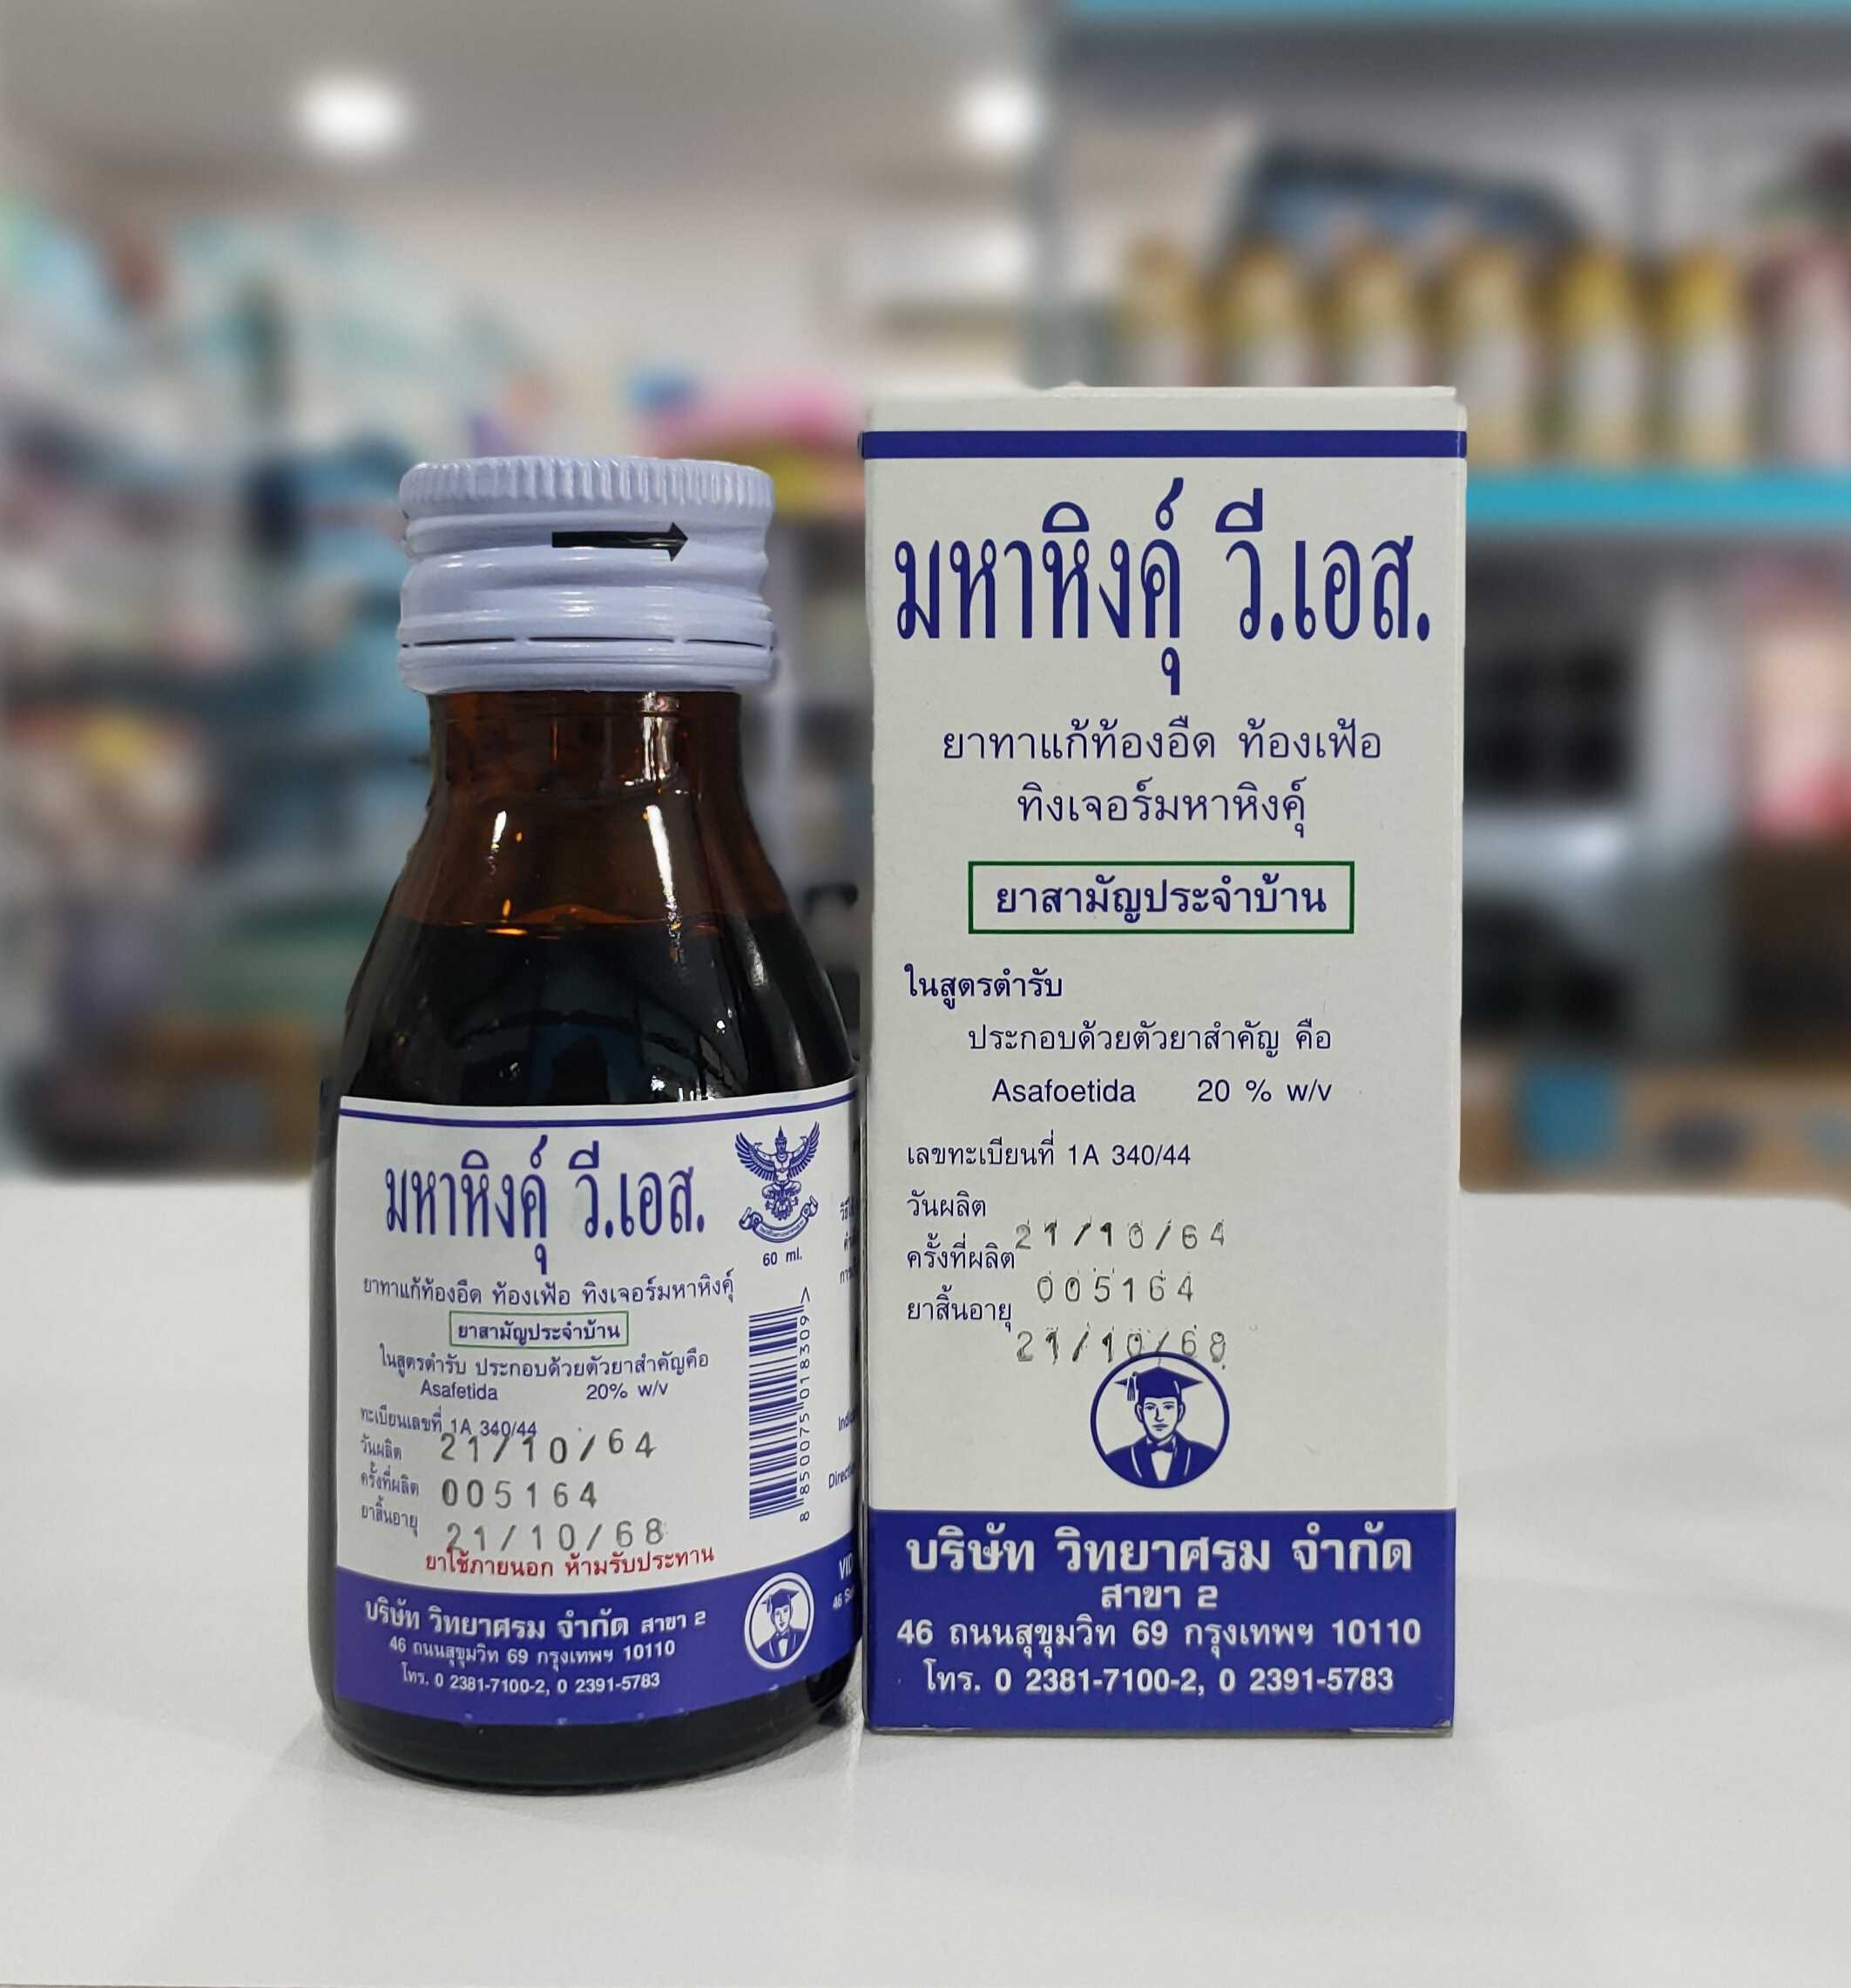 มหาหิงคุ์ วี.เอส.
60 ml.
ยาทาแก้ท้องอืด ท้องเฟ้อ ทิงเจอร์มหาหิงคุ์
ยาสามัญประจำบ้าน
ในสูตรตำรับ ประกอบด้วยตัวยาสำคัญคือ
Asafetida 20% w/v
ทะเบียนเลขที่ 1A 340/44
วันผลิต 21/10/64
ครั้งที่ผลิต 005164
ยาสิ้นอายุ 21/10/68
ยาใช้ภายนอก ห้ามรับประทาน
8 850075 018309 >
บริษัท วิทยาศรม จำกัด สาขา 2
46 ถนนสุขุมวิท 69 กรุงเทพฯ 10110
โทร. 0 2381-7100-2, 0 2391-5783
มหาหิงคุ์ วี.เอส.
ยาทาแก้ท้องอืด ท้องเฟ้อ
ทิงเจอร์มหาหิงคุ์
ยาสามัญประจำบ้าน
ในสูตรตำรับ
ประกอบด้วยตัวยาสำคัญ คือ
Asafoetida 20 % w/v
เลขทะเบียนที่ 1A 340/44
วันผลิต 21/10/64
ครั้งที่ผลิต 005164
ยาสิ้นอายุ 21/10/68
บริษัท วิทยาศรม จำกัด
สาขา 2
46 ถนนสุขุมวิท 69 กรุงเทพฯ 10110
โทร. 0 2381-7100-2, 0 2391-5783